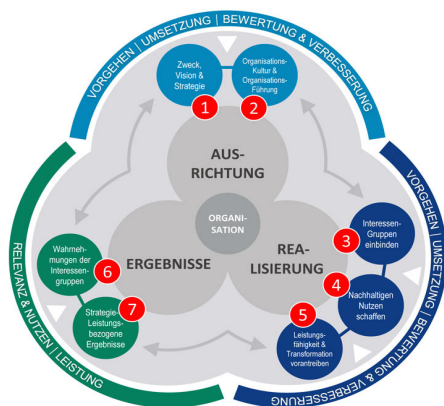 VORGEHEN | UMSETZUNG | BEWERTUNG & VERBESSERUNG
Zweck,
Vision &
Strategie
1
Organisations-
Kultur &
Organisations-
Führung
2
AUS-
RICHTUNG
ORGANI-
SATION
ERGEBNISSE
REA-
LISIERUNG
VORGEHEN | UMSETZUNG | BEWERTUNG & VERBESSERUNG
Interessen-
Gruppen
einbinden
3
Nachhaltigen
Nutzen
schaffen
4
Leistungs-
fähigkeit &
Transformation
vorantreiben
5
RELEVANZ & NUTZEN | LEISTUNG
Wahrneh-
mungen der
Interessen-
gruppen
6
Strategie-
Leistungs-
bezogene
Ergebnisse
7